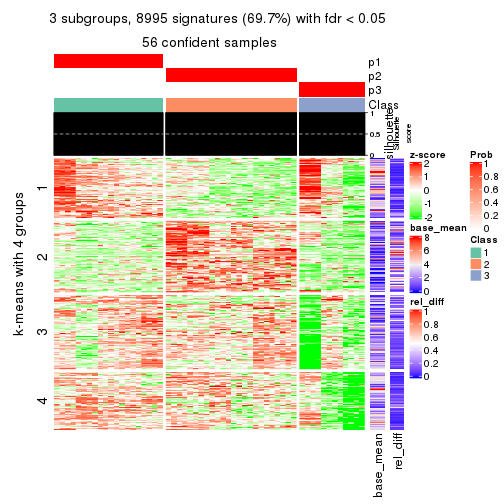 3 subgroups, 8995 signatures (69.7%) with fdr < 0.05
56 confident samples
p1
p2
p3
Class
1
0.5
0
silhouette
Silhouette
score
k-means with 4 groups
1
2
3
4
base_mean
rel_diff
z-score
2
1
0
-1
-2
base_mean
8
6
4
2
0
rel_diff
1
0.8
0.6
0.4
0.2
0
Prob
1
0.8
0.6
0.4
0.2
0
Class
1
2
3